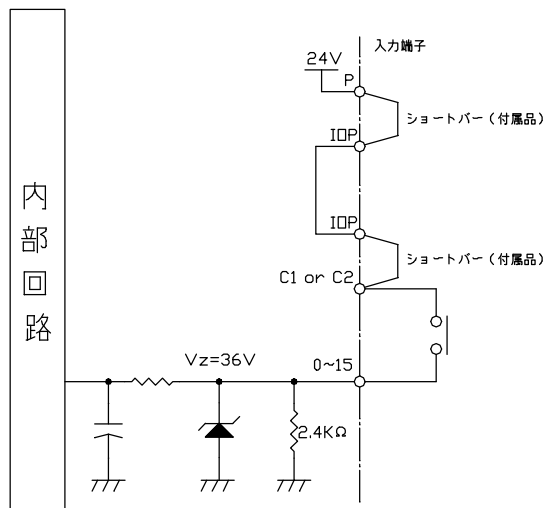 入力端子
24V
P
ショートバー(付属品)
IOP
IOP
ショートバー(付属品)
C1 or C2
内部回路
Vz=36V
0~15
2.4KΩ